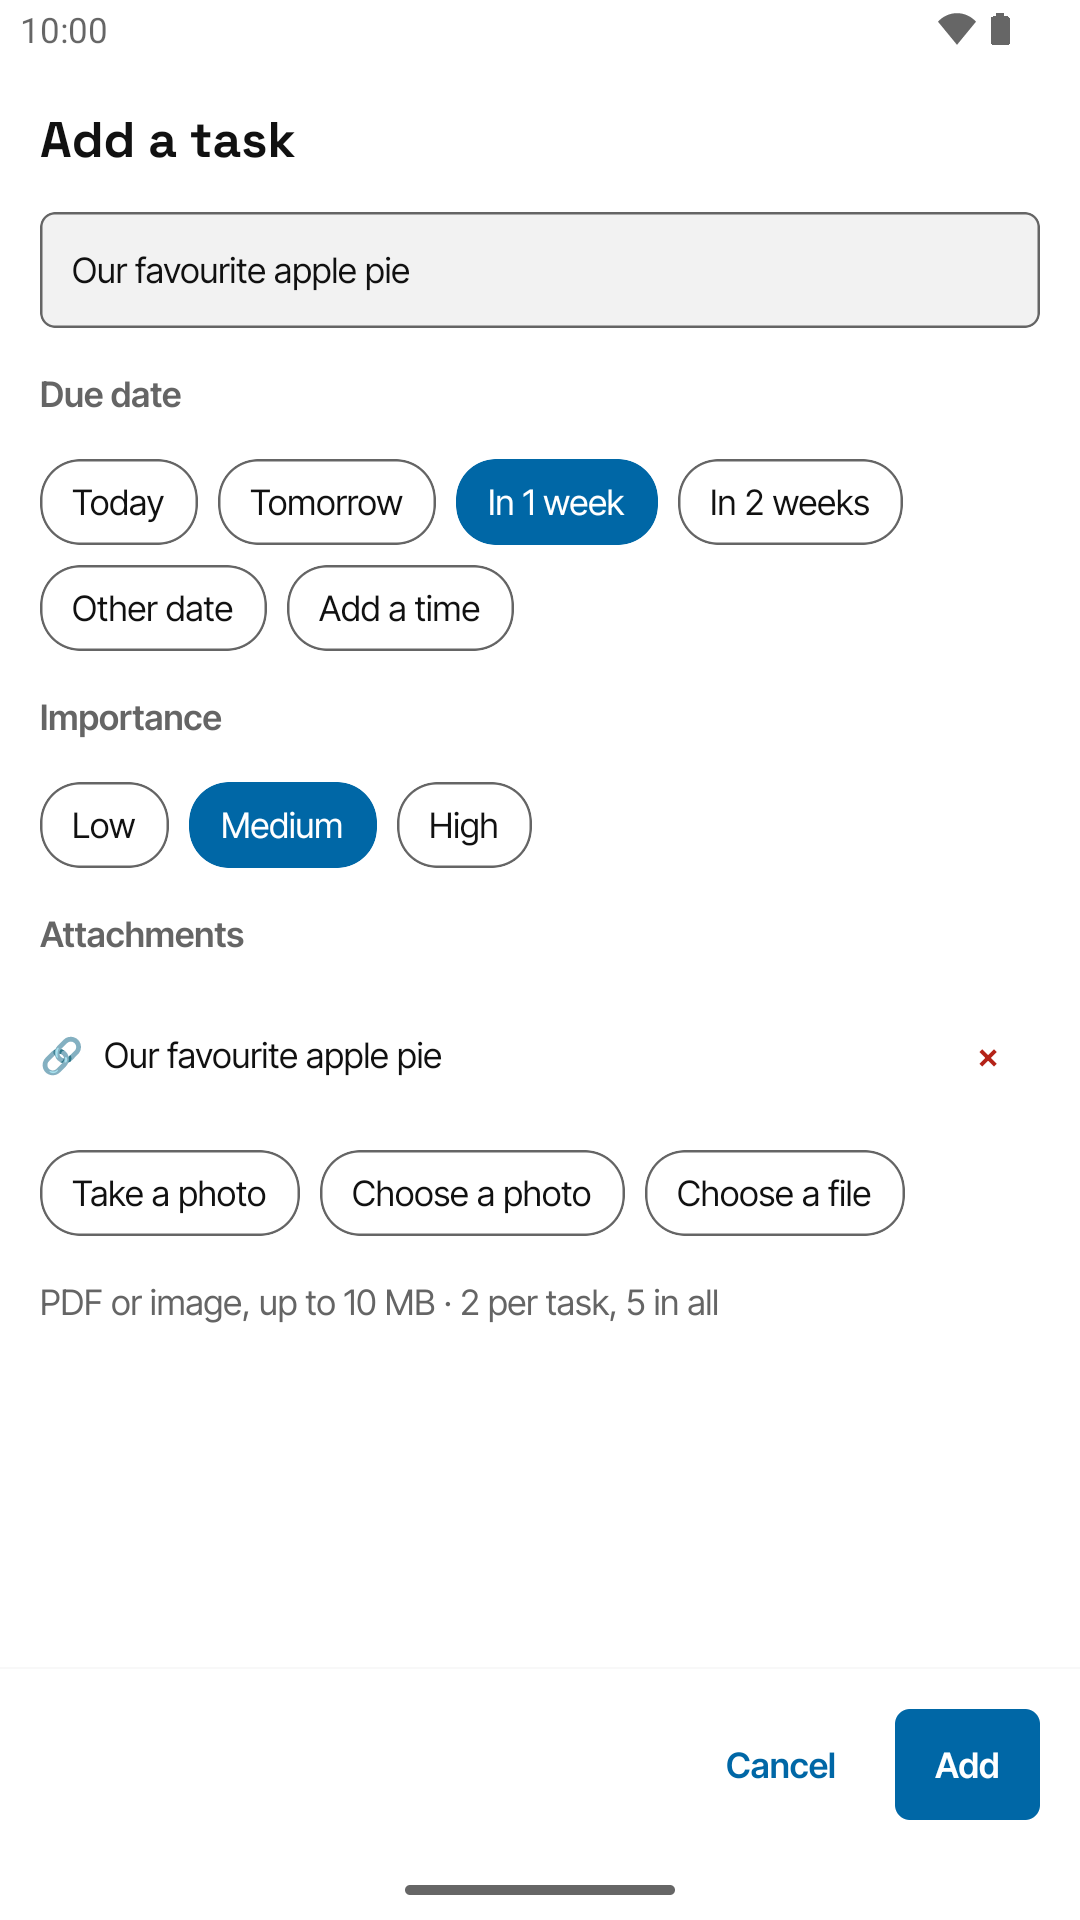 10:00
Add a task
Our favourite apple pie
Due date
Today Tomorrow In 1 week In 2 weeks
Other date Add a time
Importance
Low Medium High
Attachments
🔗 Our favourite apple pie ×
Take a photo Choose a photo Choose a file
PDF or image, up to 10 MB · 2 per task, 5 in all
Cancel Add